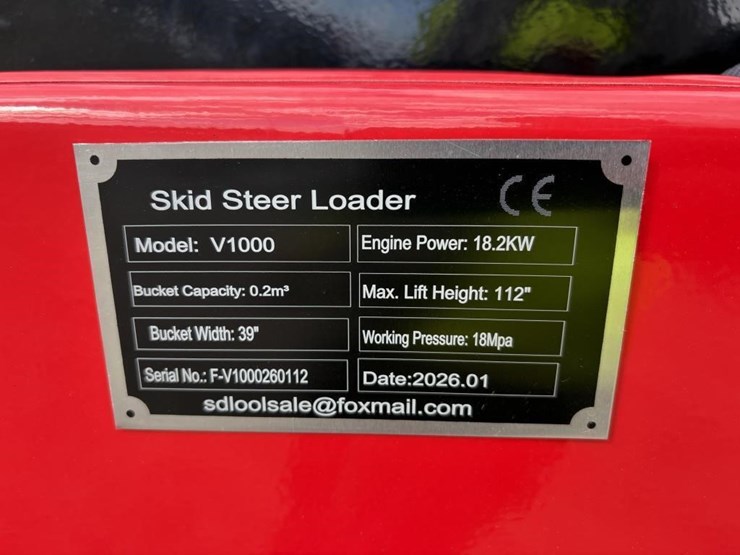 Skid Steer Loader CE
Model: V1000
Engine Power: 18.2KW
Bucket Capacity: 0.2m³
Max. Lift Height: 112"
Bucket Width: 39"
Working Pressure: 18Mpa
Serial No.: F-V1000260112
Date:2026.01
sdloolsale@foxmail.com